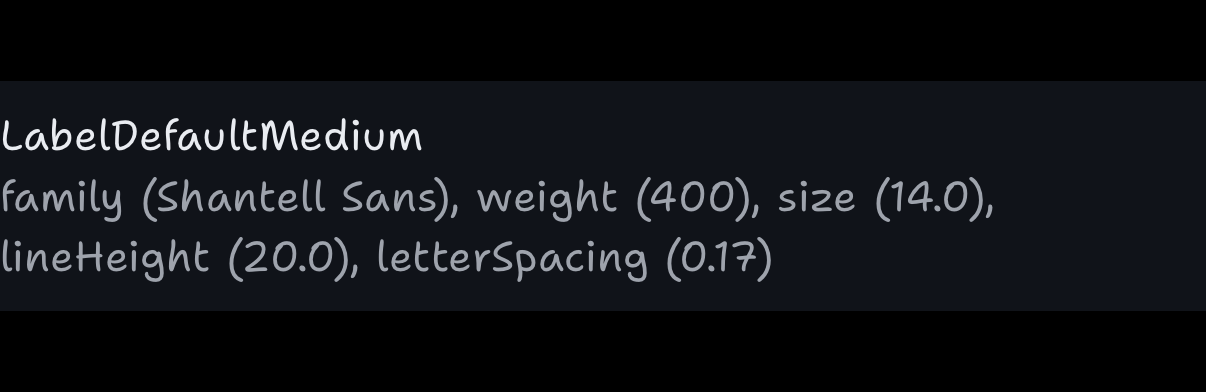 LabelDefaultMedium
family (Shantell Sans), weight (400), size (14.0),
lineHeight (20.0), letterSpacing (0.17)